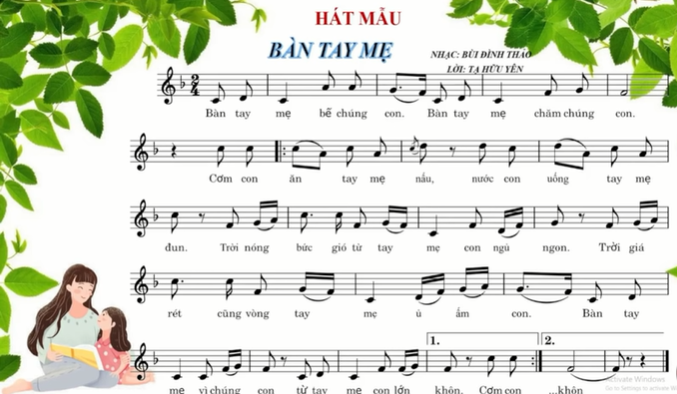 HÁT MẪU
BÀN TAY MẸ
NHẠC: BÙI ĐÌNH THẢO
LỜI: TẠ HỮU YÊN
2
4
Bàn tay mẹ bế chúng con. Bàn tay mẹ chăm chúng con.
Cơm con ăn tay mẹ nấu, nước con uống tay mẹ
đun. Trời nóng bức gió từ tay mẹ con ngủ ngon. Trời giá
rét cũng vòng tay mẹ ủ ấm con. Bàn tay
1. 2.
mẹ vì chúng con từ tay mẹ con lớn khôn. Cơm con ...khôn
Activate Windows
Go to Settings to activate